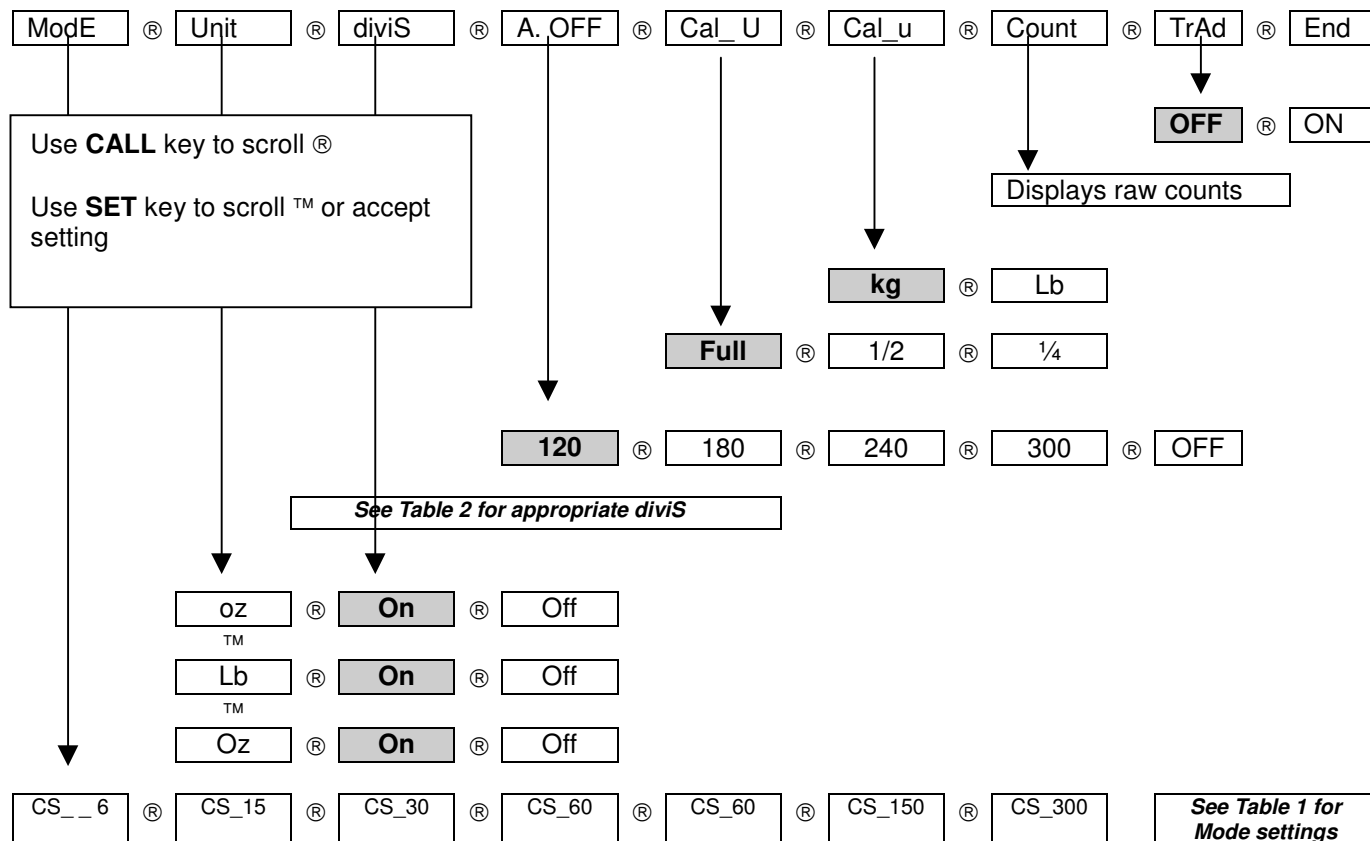 ModE ® Unit ® diviS ® A. OFF ® Cal_ U ® Cal_u ® Count ® TrAd ® End
Use CALL key to scroll ®
Use SET key to scroll ™ or accept
setting
OFF ® ON
Displays raw counts
kg ® Lb
Full ® 1/2 ® ¼
120 ® 180 ® 240 ® 300 ® OFF
See Table 2 for appropriate diviS
oz ® On ® Off
™
Lb ® On ® Off
™
Oz ® On ® Off
CS_ _ 6 ® CS_15 ® CS_30 ® CS_60 ® CS_60 ® CS_150 ® CS_300
See Table 1 for
Mode settings